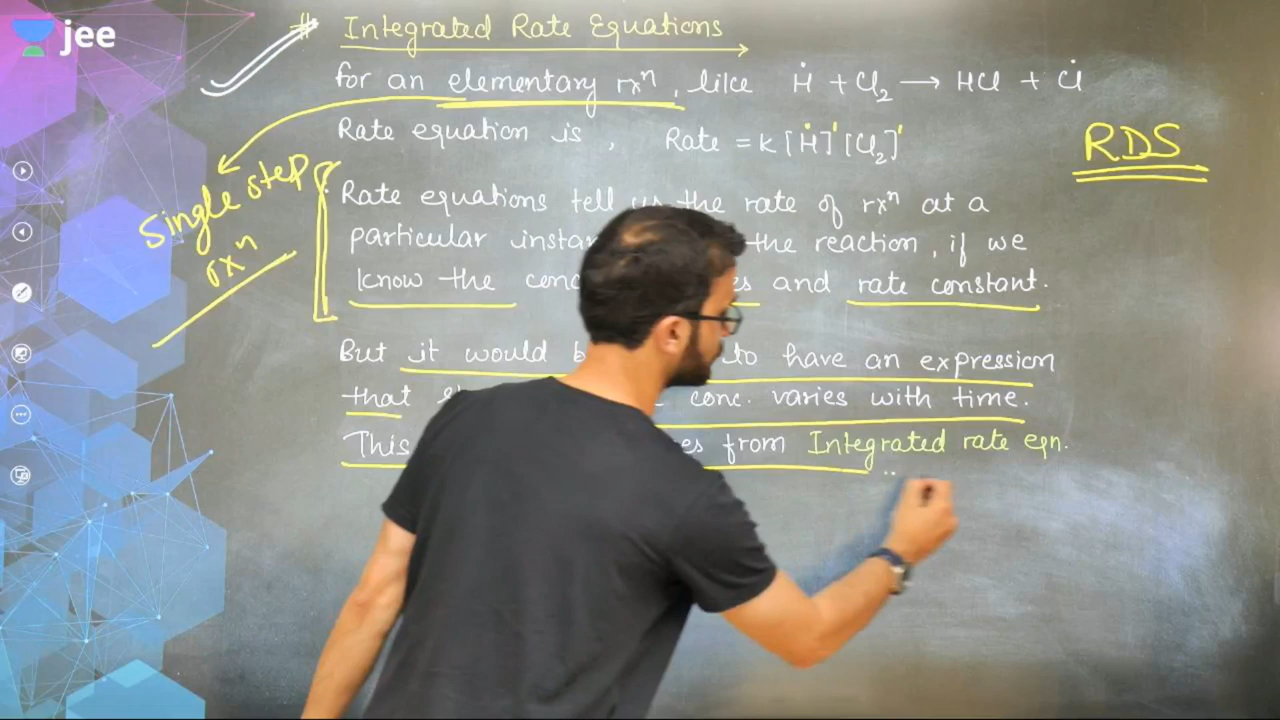 jee
# Integrated Rate Equations
for an elementary rxⁿ, like Ḣ + Cl₂ → HCl + Ċl
Rate equation is, Rate = k[Ḣ]¹[Cl₂]¹
RDS
Single step
rxⁿ
Rate equations tell us the rate of rxⁿ at a
particular the reaction, if we
know the and rate constant.
But it would to have an expression
that conc. varies with time.
This from Integrated rate eqn.